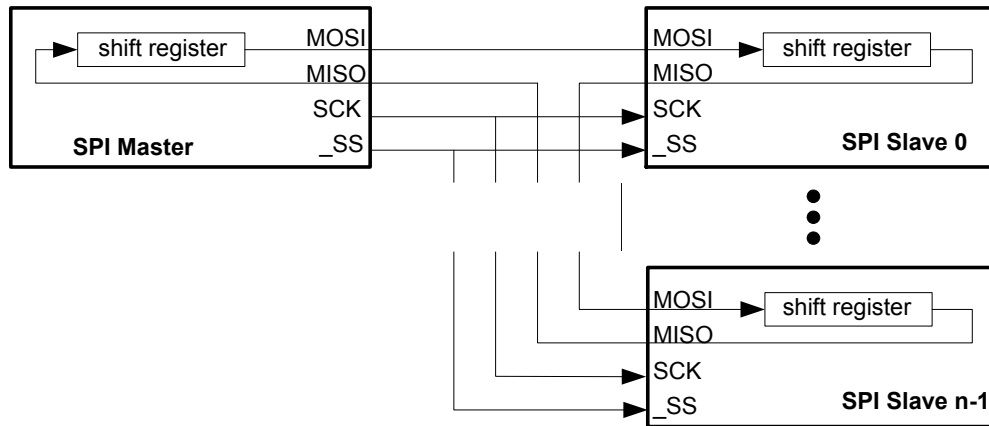 shift register
MOSI
MISO
SCK
_SS
SPI Master
MOSI
shift register
MISO
SCK
_SS
SPI Slave 0
MOSI
shift register
MISO
SCK
_SS
SPI Slave n-1